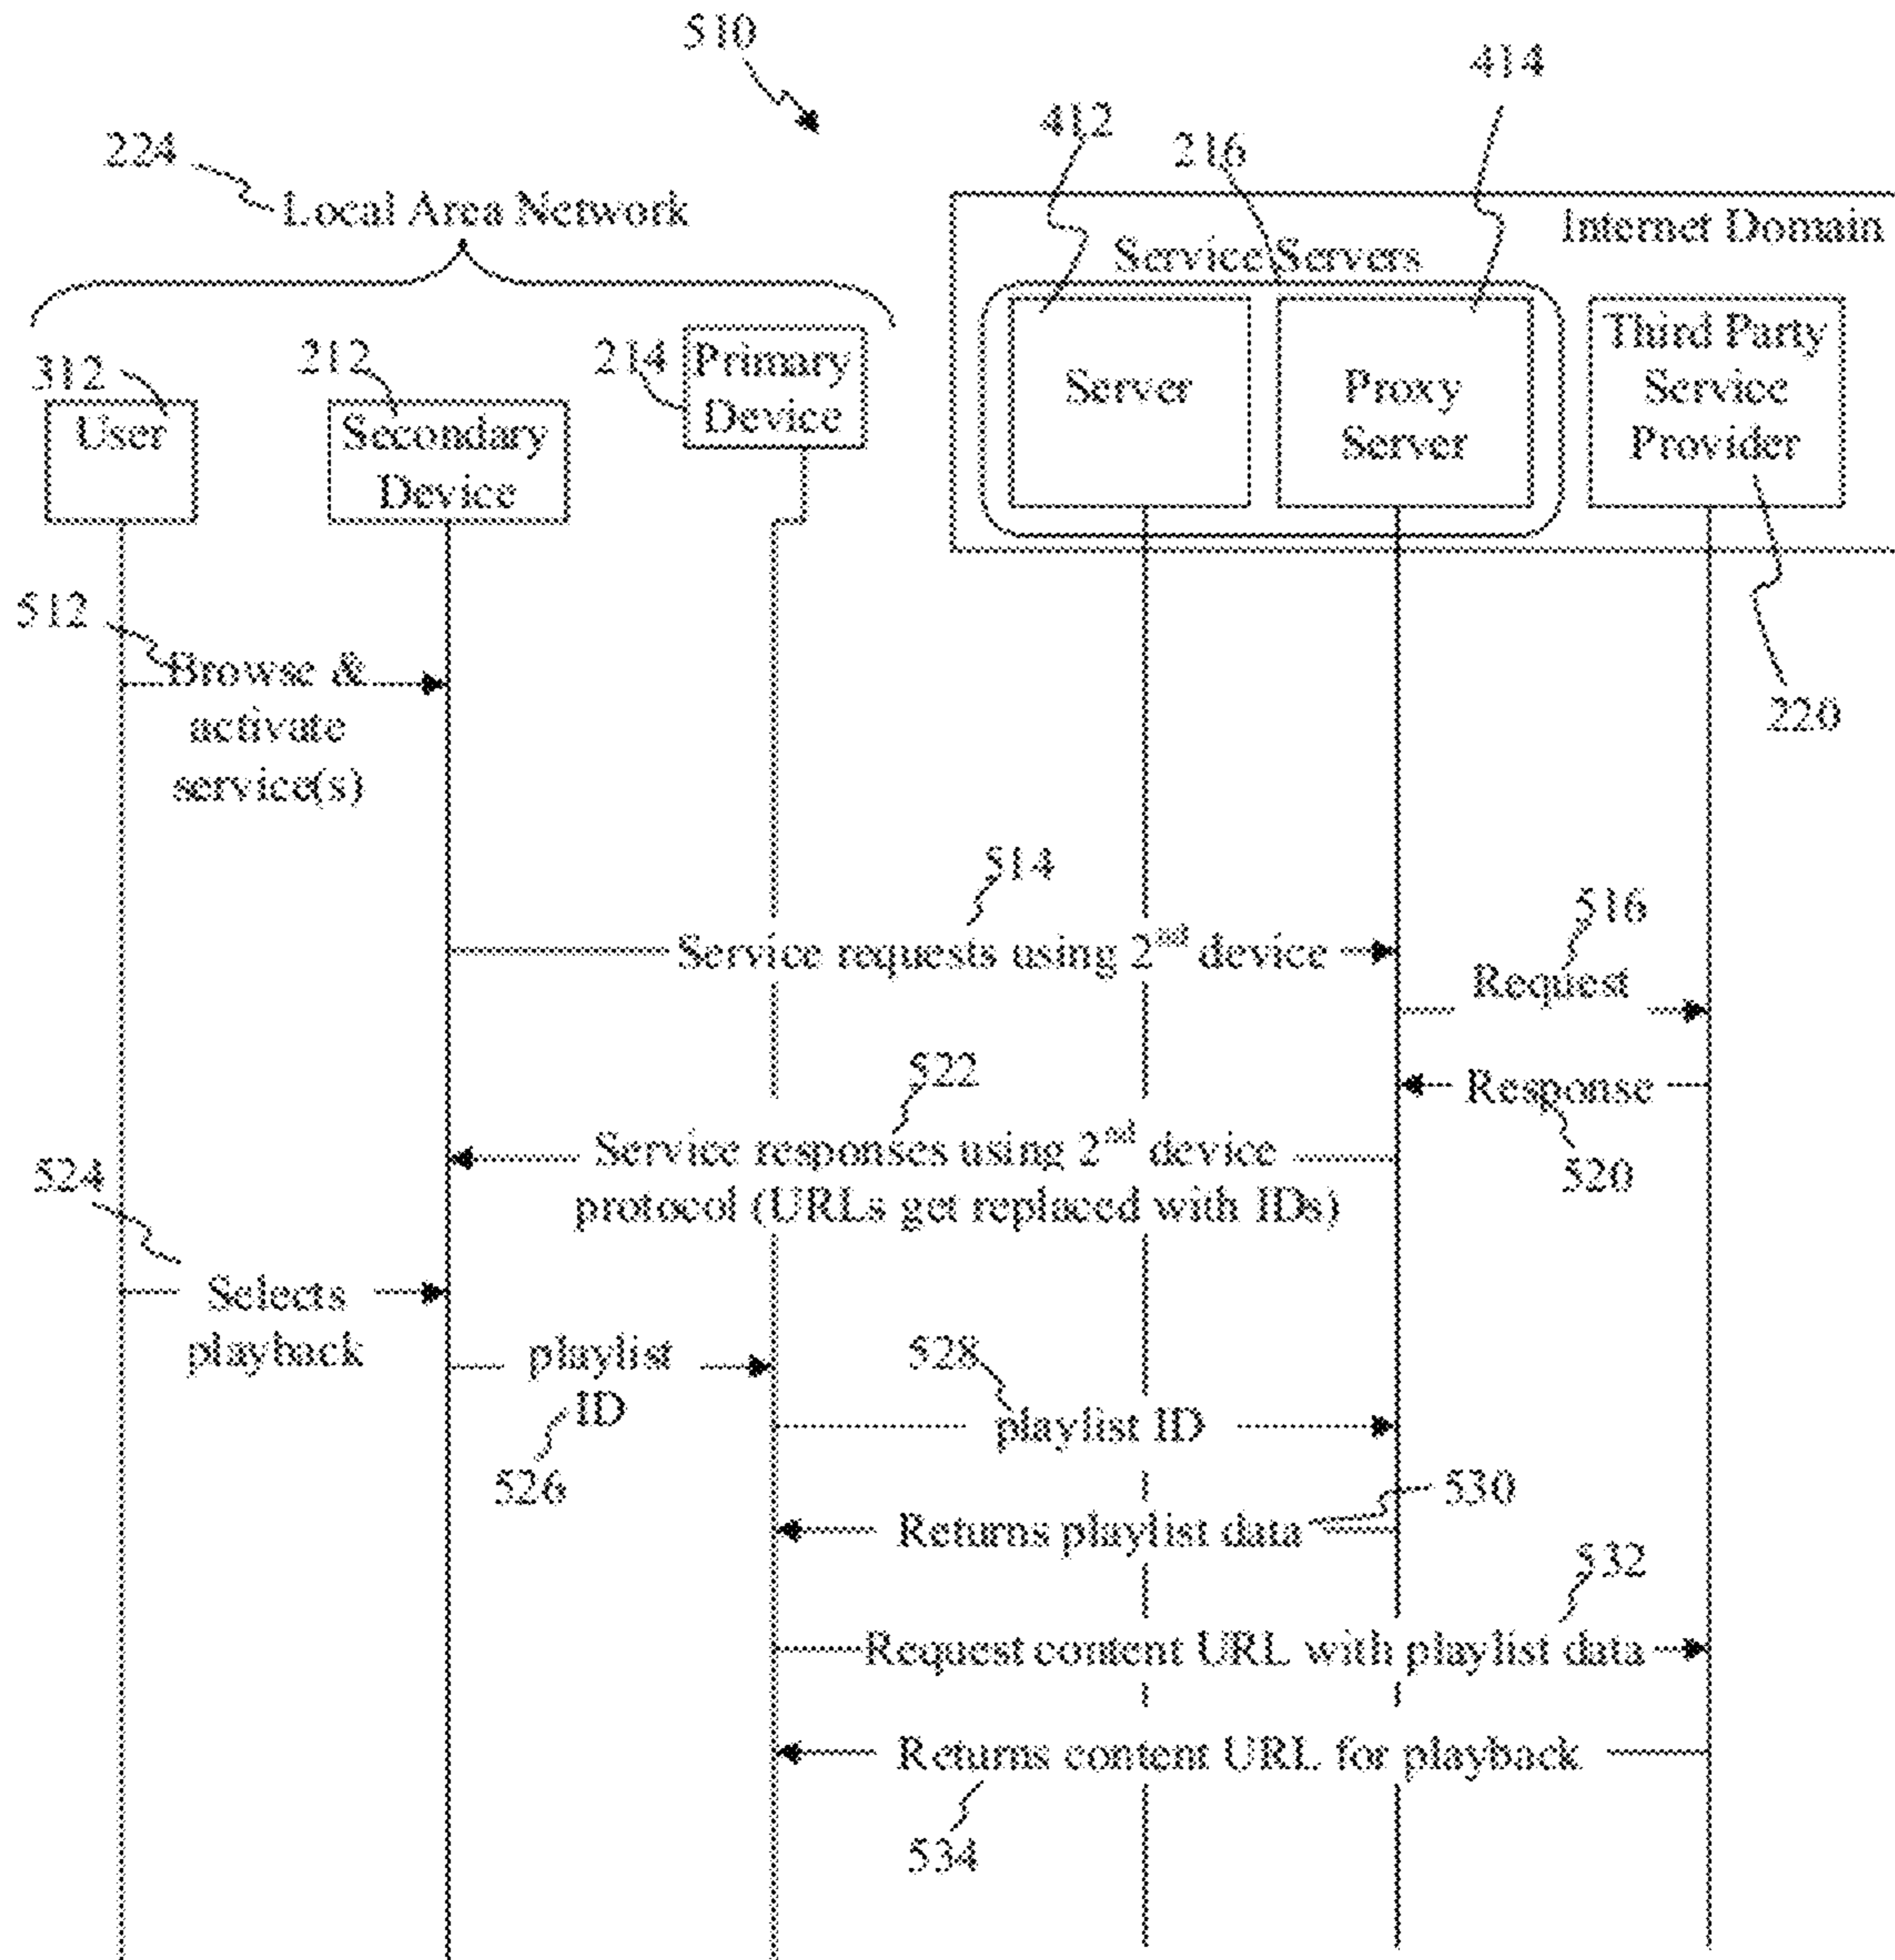 510
414
412
224
216
Local Area Network
Internet Domain
Service Servers
312
User
212
Secondary
Device
214
Primary
Device
Server
Proxy
Server
Third Party
Service
Provider
220
512
Browse &
activate
service(s)
514
Service requests using 2nd device
516
Request
522
Response
520
Service responses using 2nd device
protocol (URLs get replaced with IDs)
524
Selects
playback
playlist
ID
526
528
playlist ID
530
Returns playlist data
532
Request content URL with playlist data
Returns content URL for playback
534